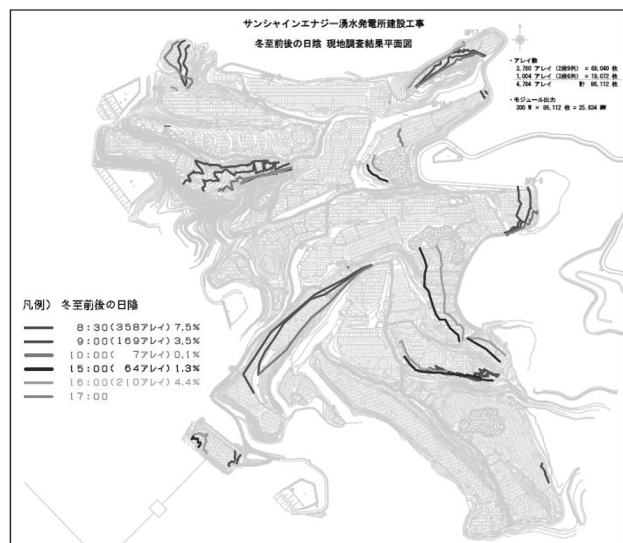 サンシャインエナジー湧水発電所建設工事
冬至前後の日陰 現地調査結果平面図
・アレイ数
3,780 アレイ (2段9列) = 68,040 枚
1,004 アレイ (3段6列) = 18,072 枚
4,784 アレイ 計 86,112 枚
・モジュール出力
300 W × 86,112 枚 = 25.834 MW
凡例) 冬至前後の日陰
8:30(358アレイ) 7.5%
9:00(169アレイ) 3.5%
10:00( 7アレイ) 0.1%
15:00( 64アレイ) 1.3%
16:00(210アレイ) 4.4%
17:00